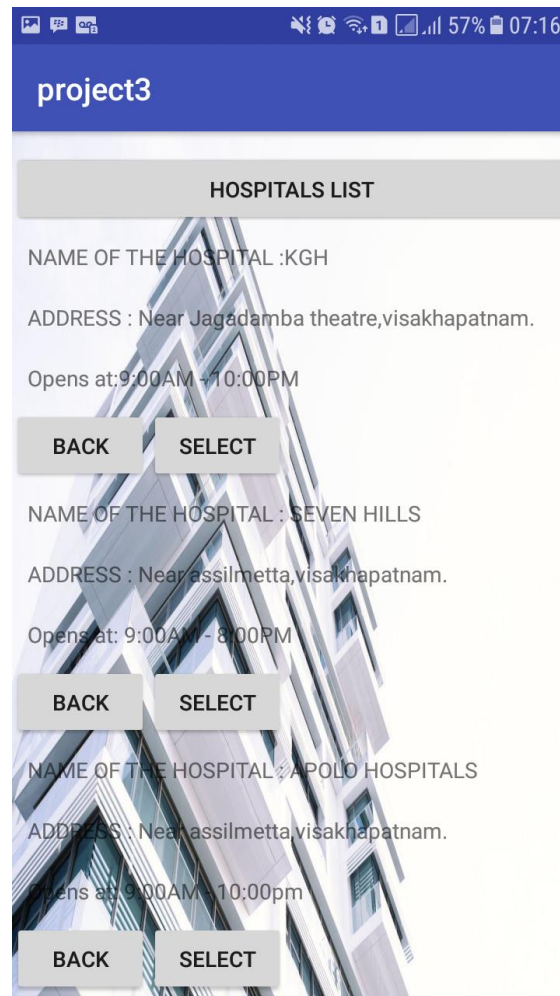 57% 07:16
project3
HOSPITALS LIST
NAME OF THE HOSPITAL :KGH
ADDRESS : Near Jagadamba theatre,visakhapatnam.
Opens at:9:00AM - 10:00PM
BACK SELECT
NAME OF THE HOSPITAL : SEVEN HILLS
ADDRESS : Near assilmetta,visakhapatnam.
Opens at: 9:00AM - 8:00PM
BACK SELECT
NAME OF THE HOSPITAL : APOLO HOSPITALS
ADDRESS : Near assilmetta,visakhapatnam.
Opens at: 9:00AM - 10:00pm
BACK SELECT